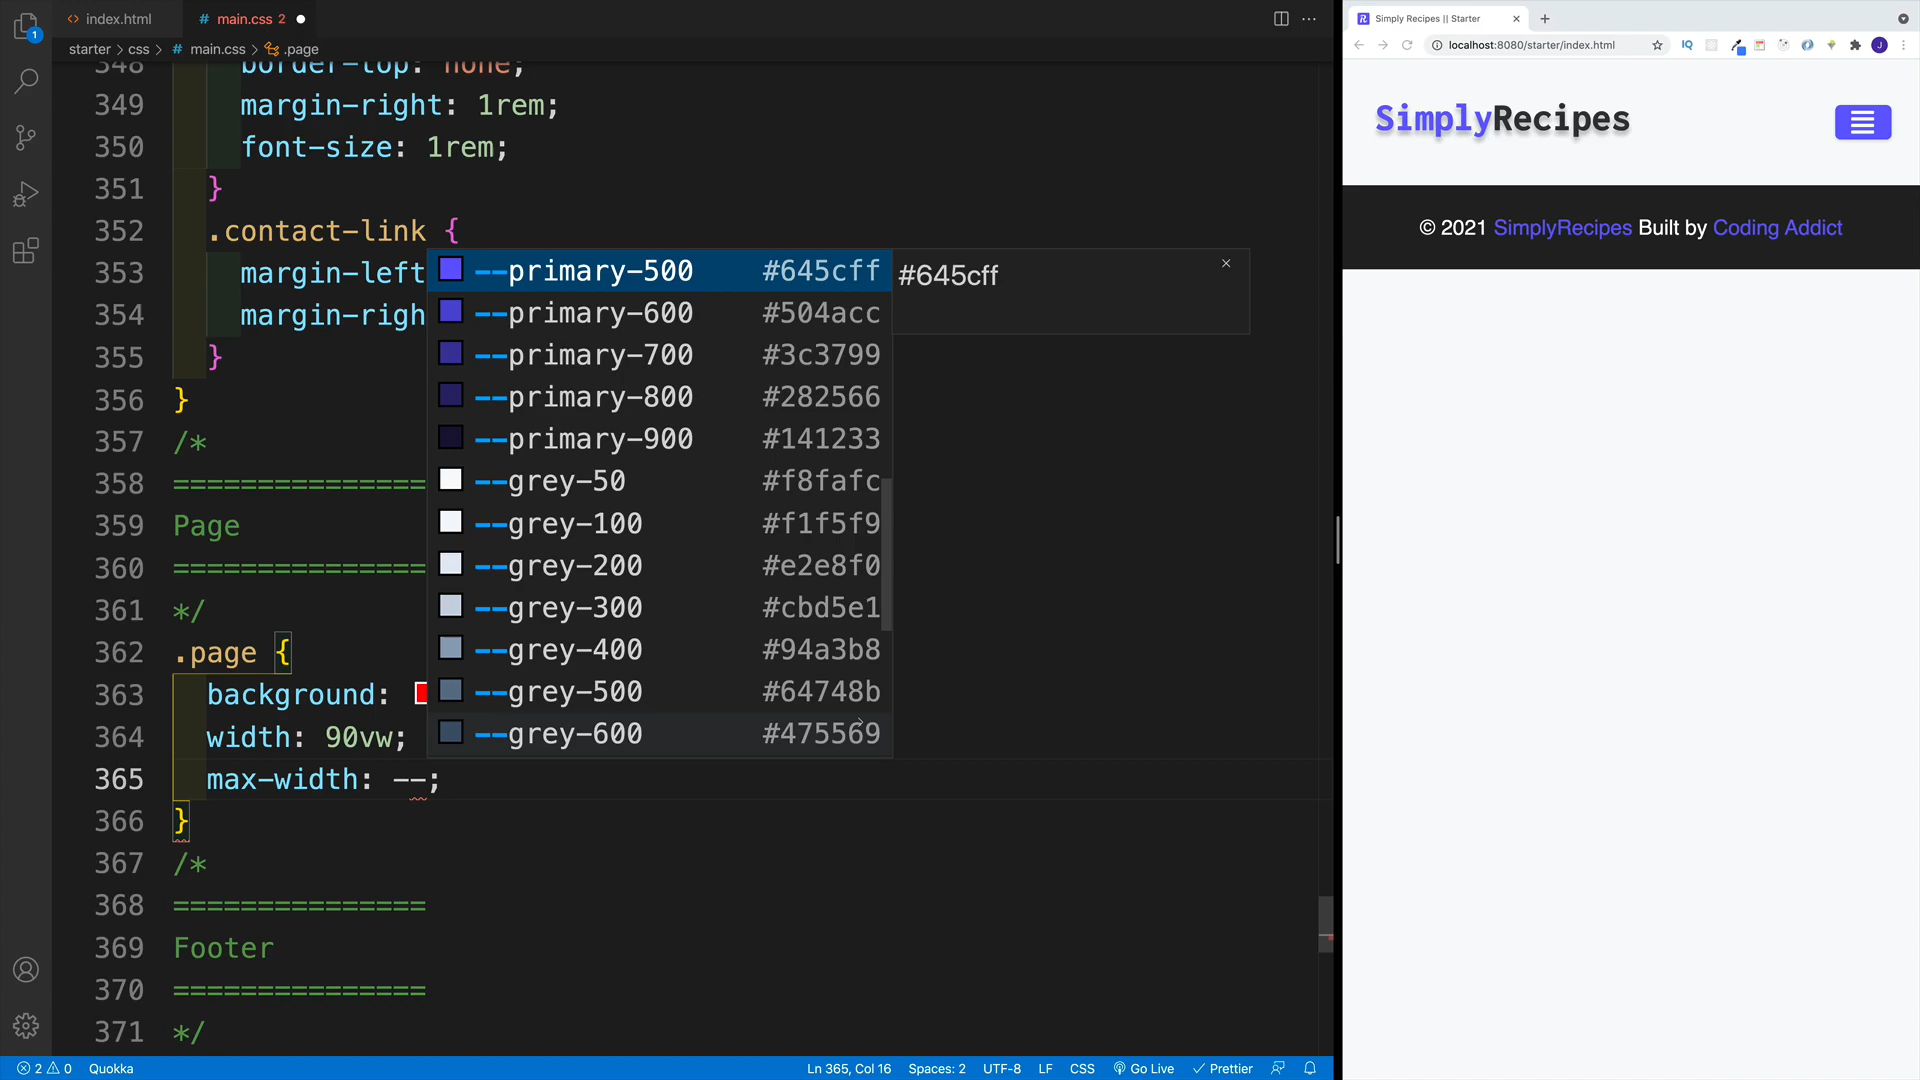 index.html
# main.css 2
starter > css > # main.css > .page
348 border-top: none;
349 margin-right: 1rem;
350 font-size: 1rem;
351 }
352 .contact-link {
353 margin-left
354 margin-righ
355 }
356 }
357 /*
358 ===============
359 Page
360 ===============
361 */
362 .page {
363 background:
364 width: 90vw;
365 max-width: --;
366 }
367 /*
368 ===============
369 Footer
370 ===============
371 */
--primary-500 #645cff
--primary-600 #504acc
--primary-700 #3c3799
--primary-800 #282566
--primary-900 #141233
--grey-50 #f8fafc
--grey-100 #f1f5f9
--grey-200 #e2e8f0
--grey-300 #cbd5e1
--grey-400 #94a3b8
--grey-500 #64748b
--grey-600 #475569
#645cff
1
2 0 Quokka Ln 365, Col 16 Spaces: 2 UTF-8 LF CSS Go Live Prettier
Simply Recipes || Starter
localhost:8080/starter/index.html IQ J
SimplyRecipes
© 2021 SimplyRecipes Built by Coding Addict